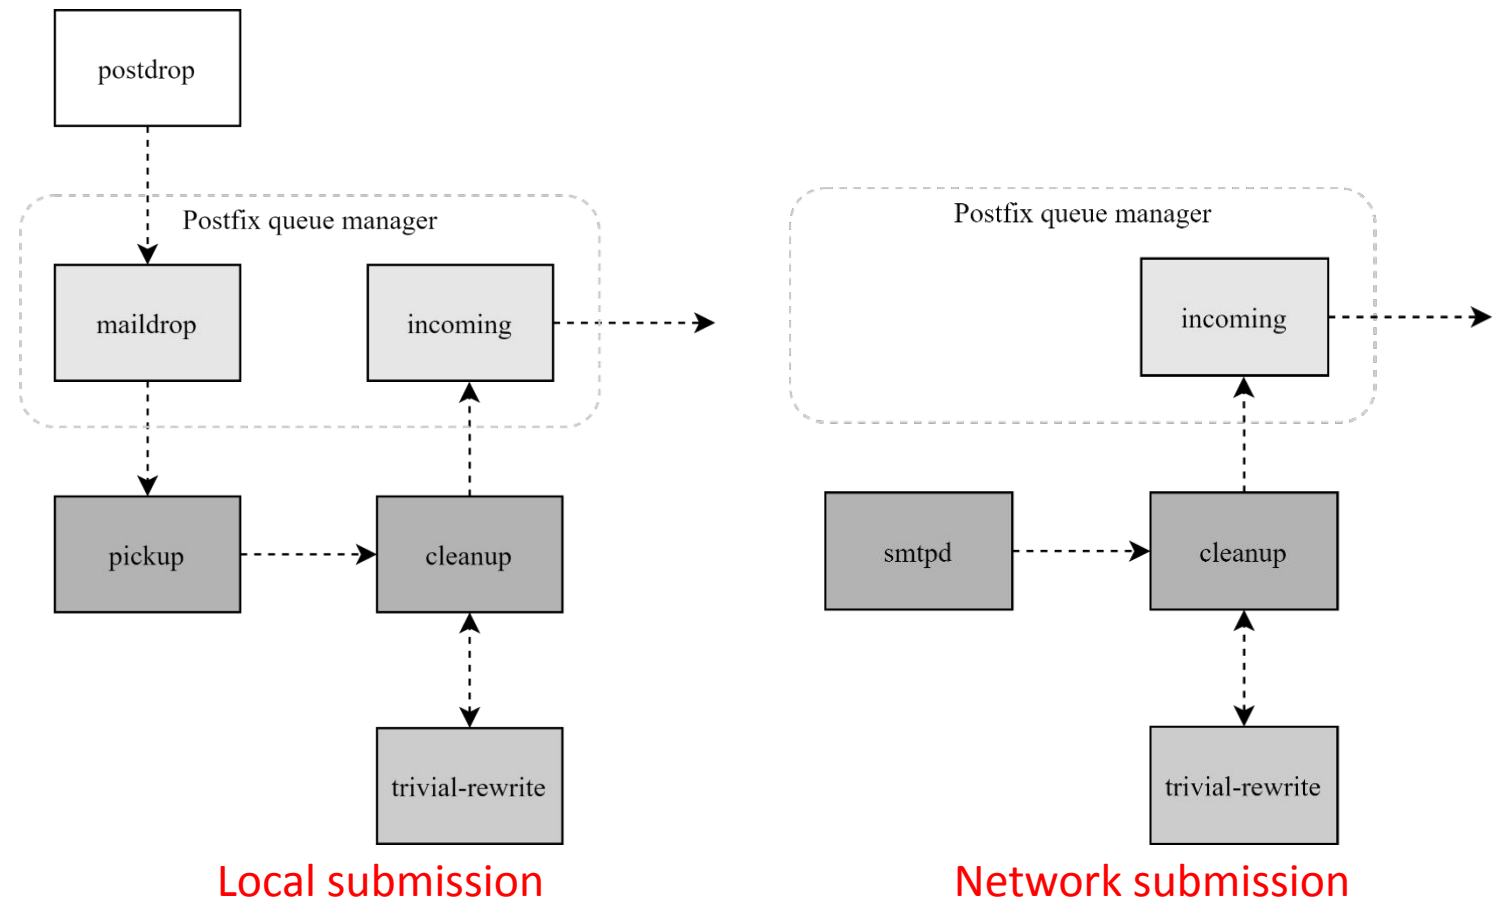 postdrop
Postfix queue manager
maildrop
incoming
pickup
cleanup
trivial-rewrite
Local submission
Postfix queue manager
incoming
smtpd
cleanup
trivial-rewrite
Network submission